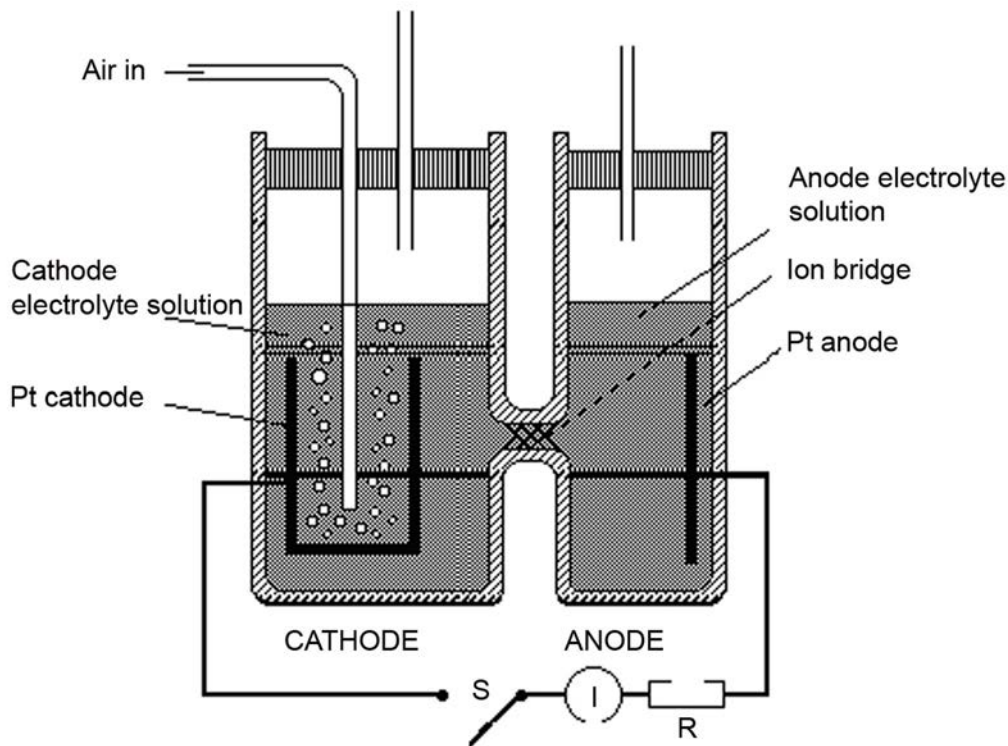 Air in
Anode electrolyte
solution
Cathode
electrolyte solution
Ion bridge
Pt anode
Pt cathode
CATHODE
ANODE
S
I
R